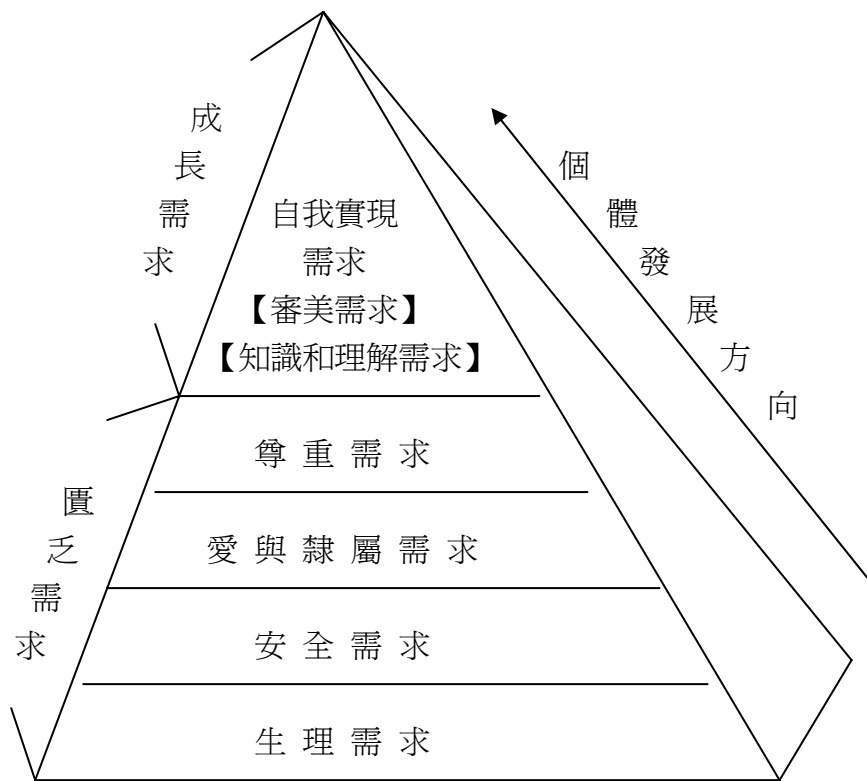 成長需求
個體發展方向
自我實現
需求
【審美需求】
【知識和理解需求】
尊重需求
匱乏需求
愛與隸屬需求
安全需求
生理需求